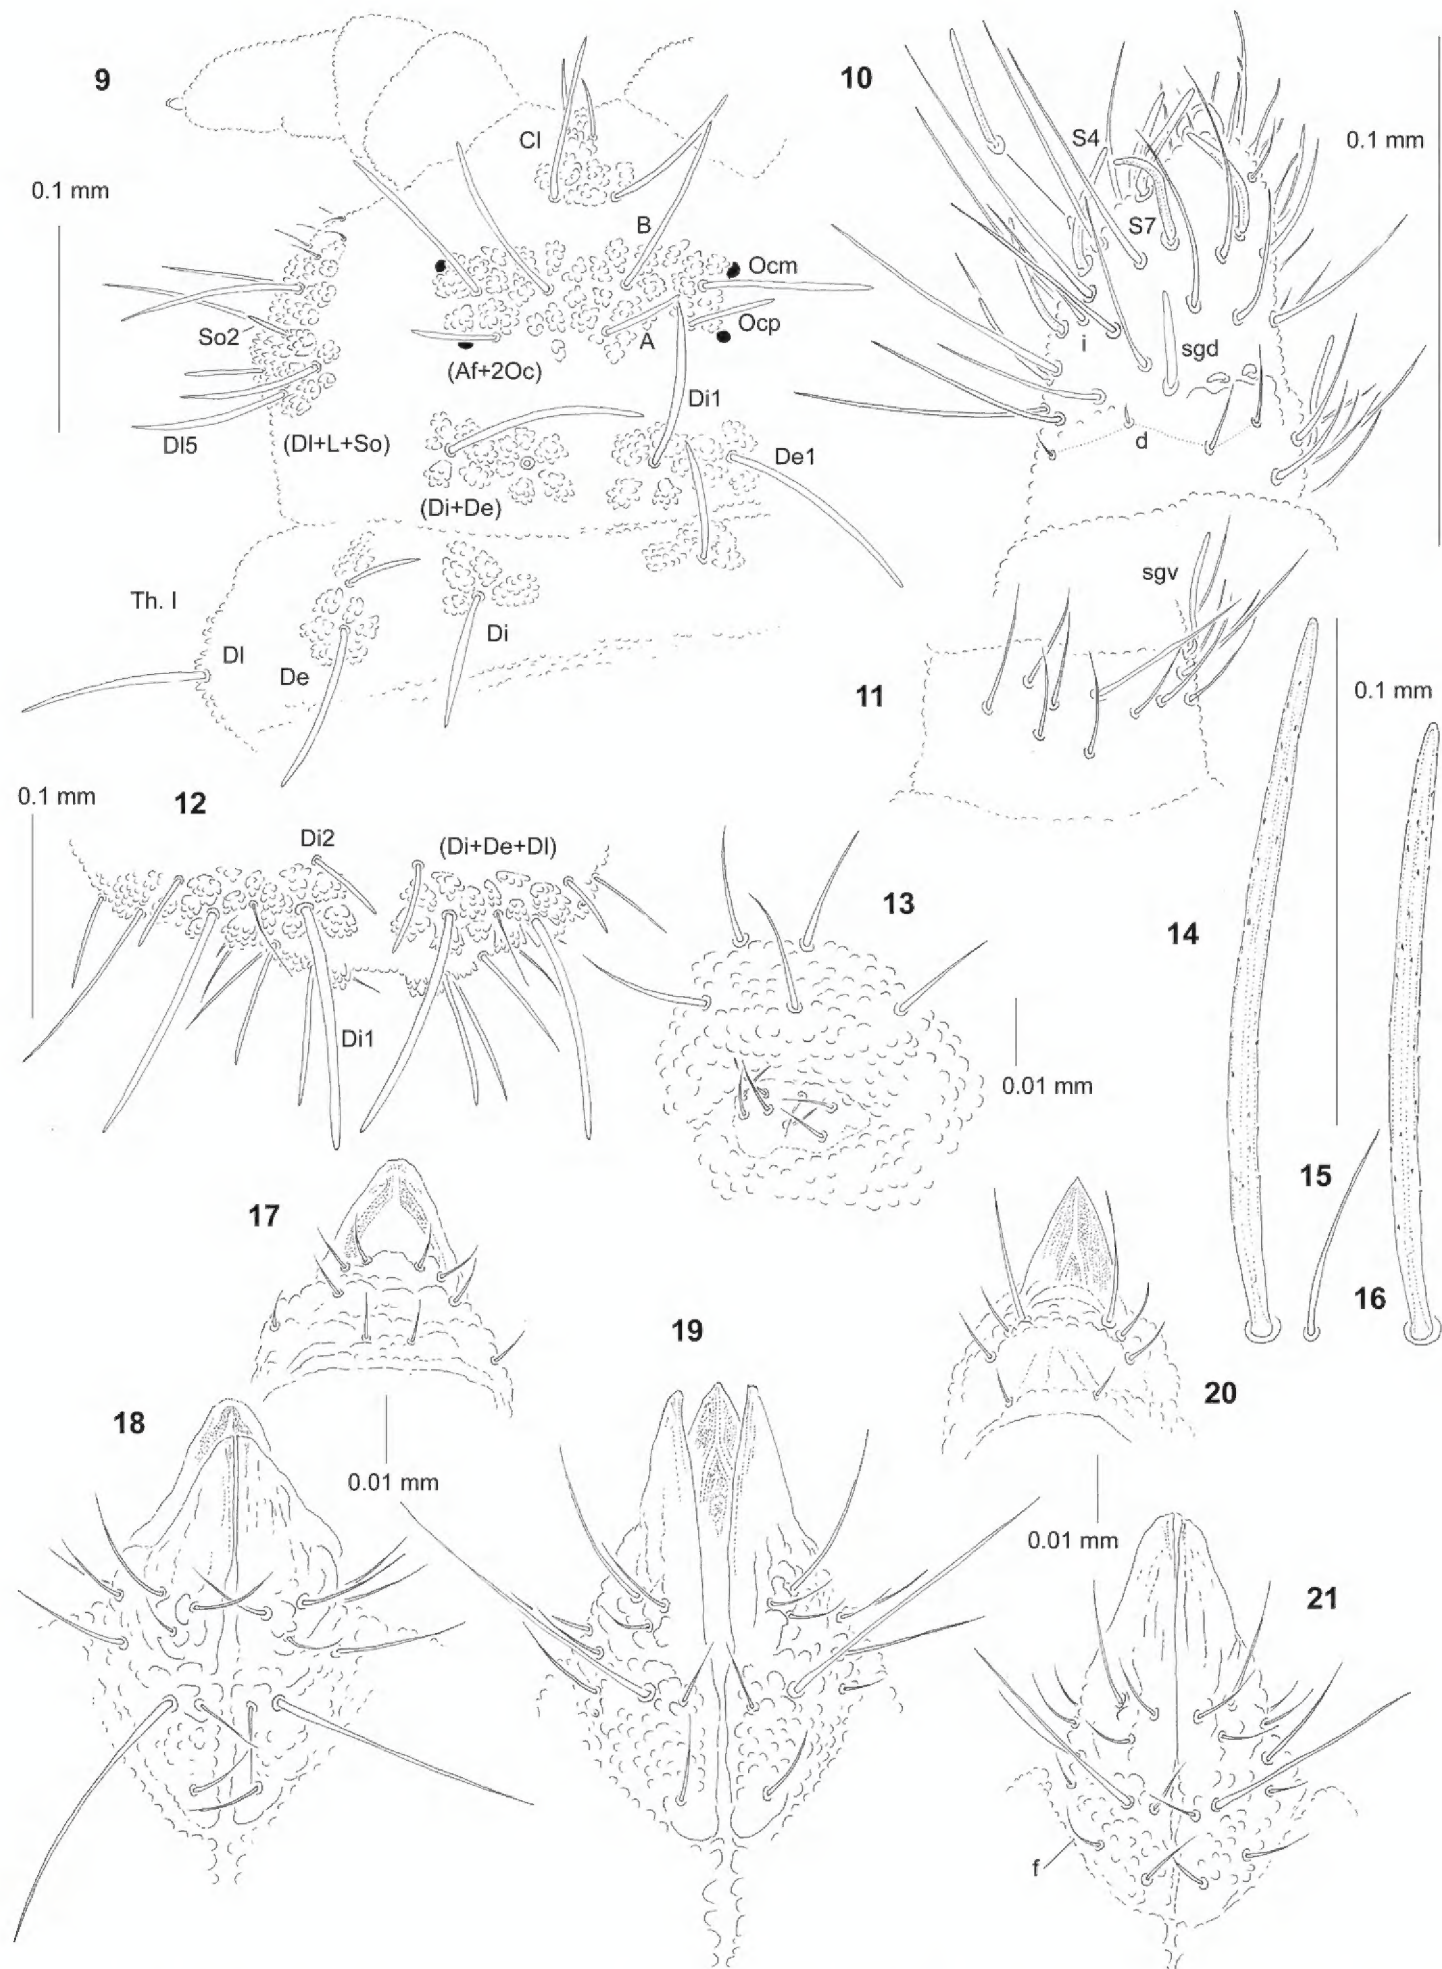 9
Cl
0.1 mm
B
Ocm
So2
A
Ocp
(Af+2Oc)
Di1
Dl5
(Dl+L+So)
De1
(Di+De)
Th. I
Di
Dl
De
10
S4
0.1 mm
S7
i
sgd
d
sgv
11
0.1 mm
0.1 mm
12
Di2
(Di+De+Dl)
Di1
13
0.01 mm
14
15
16
17
18
0.01 mm
19
20
0.01 mm
21
f